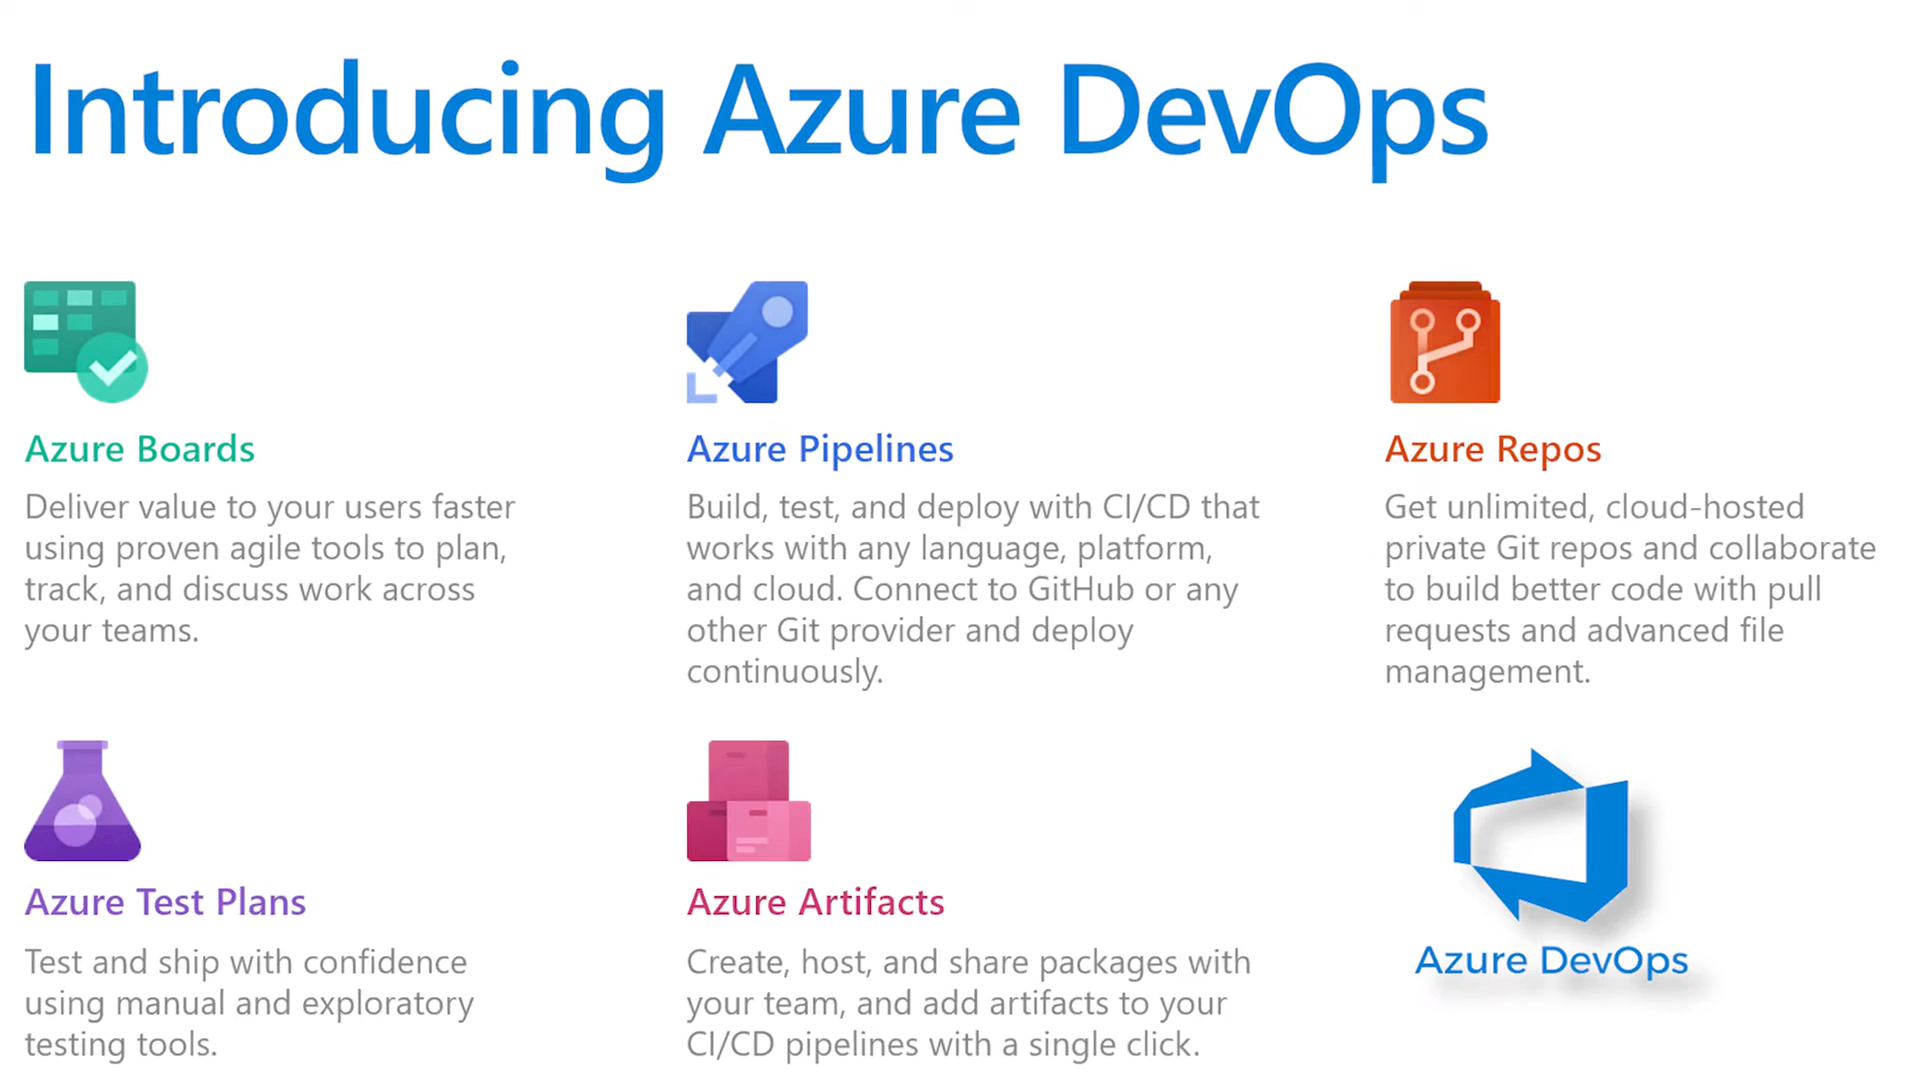 Introducing Azure DevOps
Azure Boards
Deliver value to your users faster
using proven agile tools to plan,
track, and discuss work across
your teams.
Azure Pipelines
Build, test, and deploy with CI/CD that
works with any language, platform,
and cloud. Connect to GitHub or any
other Git provider and deploy
continuously.
Azure Repos
Get unlimited, cloud-hosted
private Git repos and collaborate
to build better code with pull
requests and advanced file
management.
Azure Test Plans
Test and ship with confidence
using manual and exploratory
testing tools.
Azure Artifacts
Create, host, and share packages with
your team, and add artifacts to your
CI/CD pipelines with a single click.
Azure DevOps